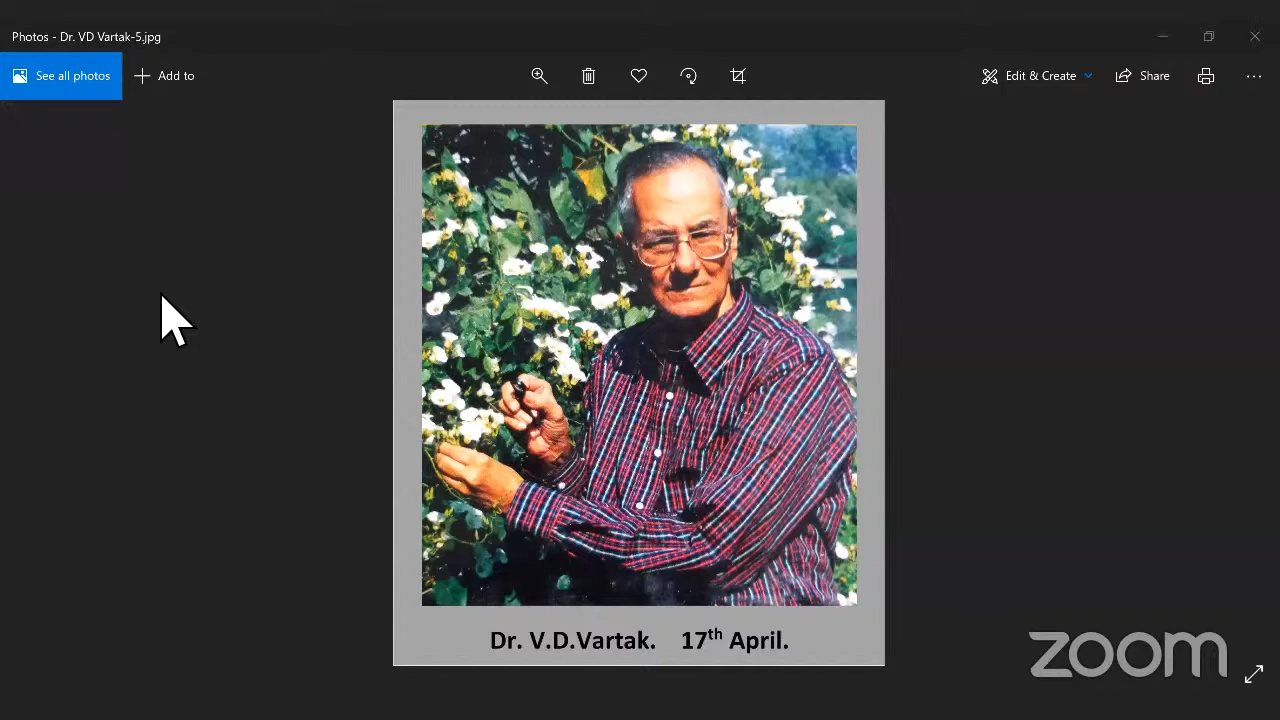 Photos - Dr. VD Vartak-5.jpg
See all photos
Add to
Edit & Create
Share
Dr. V.D.Vartak. 17th April.
zoom